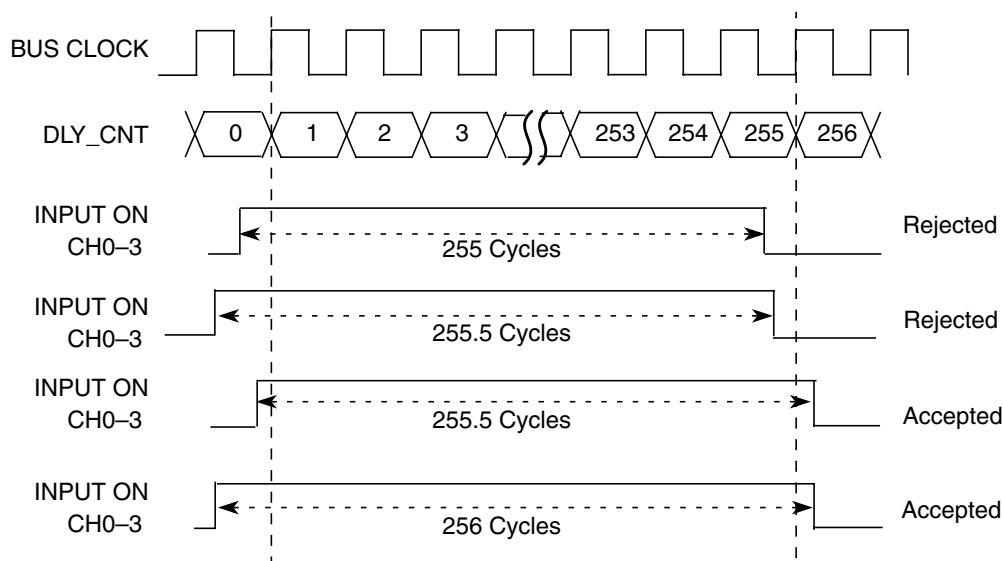 BUS CLOCK
DLY_CNT
0 1 2 3 253 254 255 256
INPUT ON
CH0–3
255 Cycles
Rejected
INPUT ON
CH0–3
255.5 Cycles
Rejected
INPUT ON
CH0–3
255.5 Cycles
Accepted
INPUT ON
CH0–3
256 Cycles
Accepted